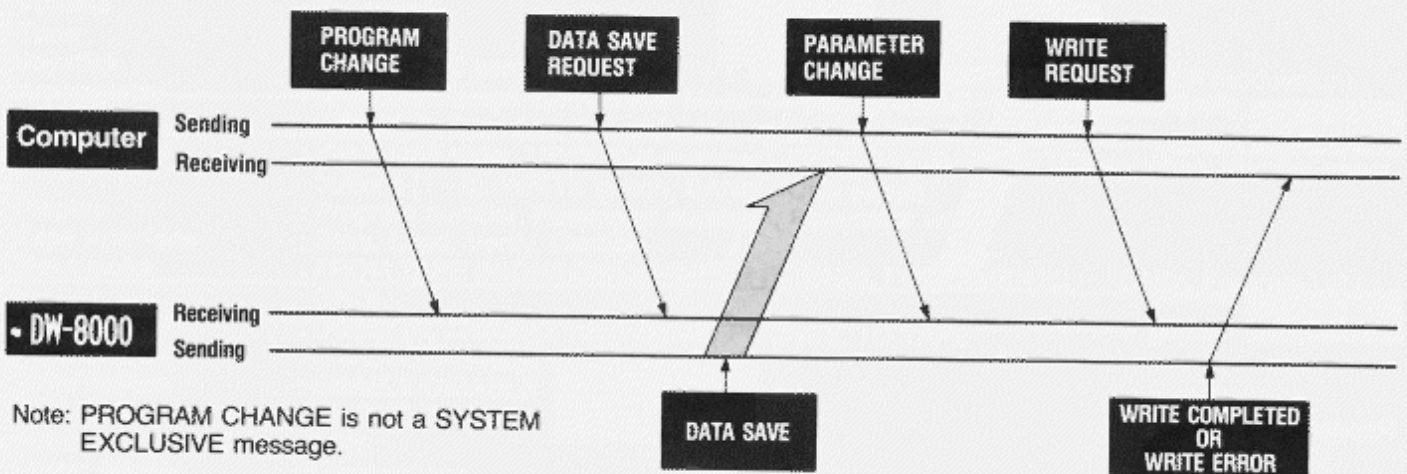 PROGRAM
CHANGE
DATA SAVE
REQUEST
PARAMETER
CHANGE
WRITE
REQUEST
Computer
Sending
Receiving
DW-8000
Receiving
Sending
Note: PROGRAM CHANGE is not a SYSTEM
EXCLUSIVE message.
DATA SAVE
WRITE COMPLETED
OR
WRITE ERROR